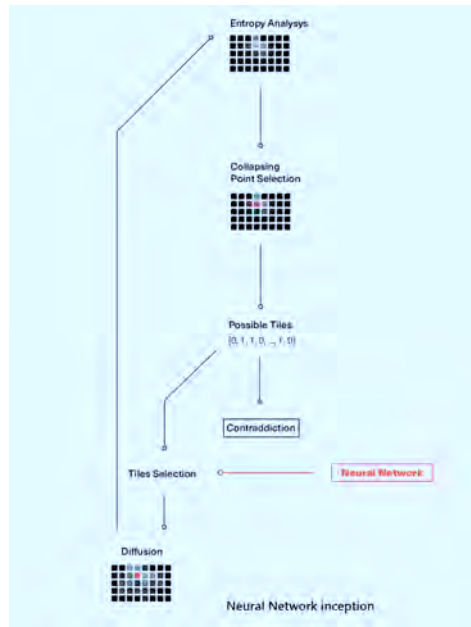 Entropy Analysys
Collapsing
Point Selection
Possible Tiles
[0, 1, 1, 0, ..., 1, 0]
Contraddiction
Tiles Selection
Neural Network
Diffusion
Neural Network inception